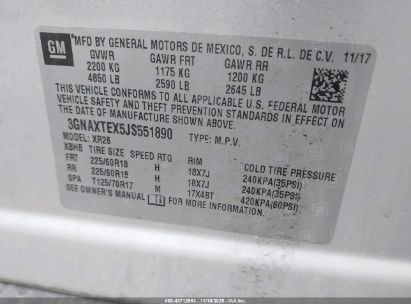 GM
MFD BY GENERAL MOTORS DE MEXICO, S. DE R.L. DE C.V. 11/17
GVWR GAWR FRT GAWR RR
2200 KG 1175 KG 1200 KG
4850 LB 2590 LB 2645 LB
THIS VEHICLE CONFORMS TO ALL APPLICABLE U.S. FEDERAL MOTOR
VEHICLE SAFETY AND THEFT PREVENTION STANDARDS IN EFFECT ON
THE DATE OF MANUFACTURE SHOWN ABOVE.
3GNAXTEX5JS551890 TYPE: M.P.V.
MODEL: XR26
XBHB TIRE SIZE SPEED RTG RIM COLD TIRE PRESSURE
FRT 225/60R18 H 18X7J 240KPA(35PSI)
RR 225/60R18 H 18X7J 240KPA(35PSI)
SPA T125/70R17 M 17X4BT 420KPA(60PSI)
SEE OWNER'S MANUAL FOR MORE INFORMATION.